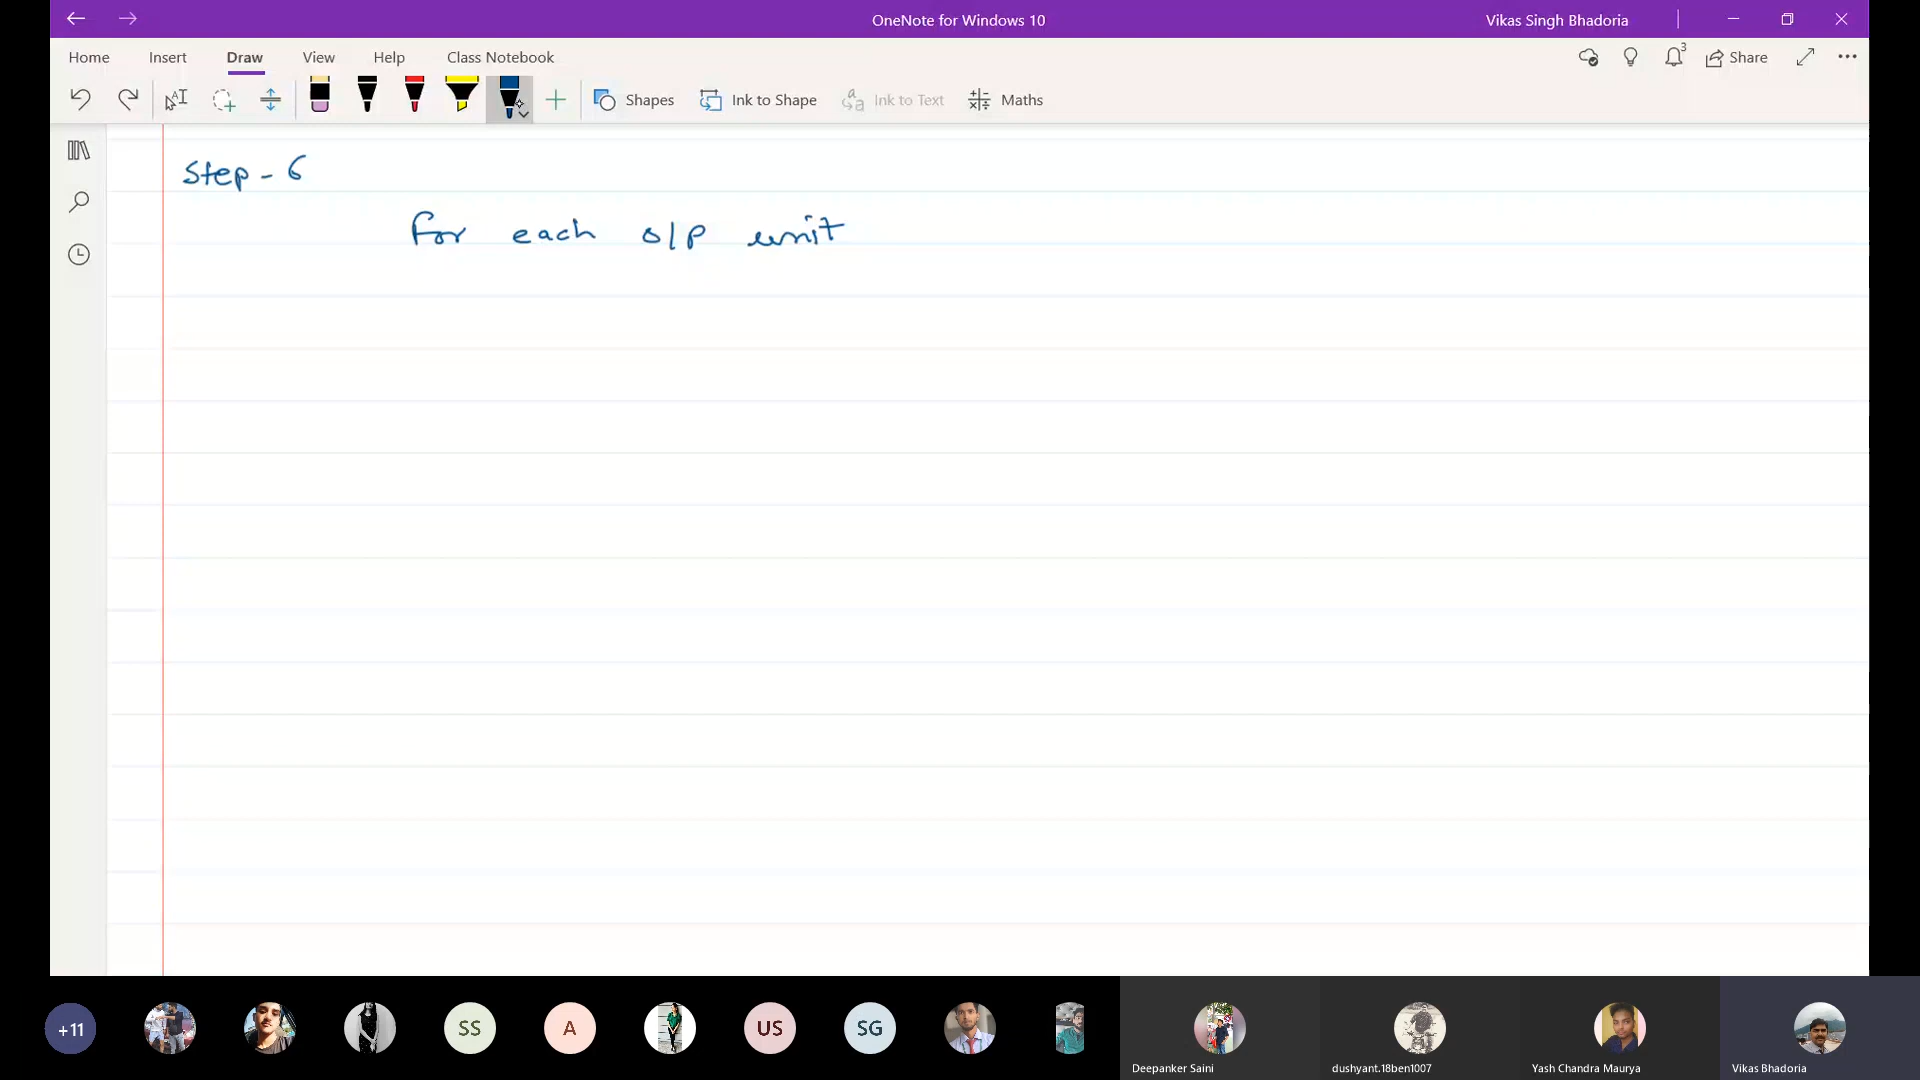 OneNote for Windows 10
Vikas Singh Bhadoria
Home Insert Draw View Help Class Notebook
3
Share
Shapes Ink to Shape Ink to Text Maths
Step - 6
For each o/p unit
+11
SS
A
US
SG
Deepanker Saini
dushyant.18ben1007
Yash Chandra Maurya
Vikas Bhadoria